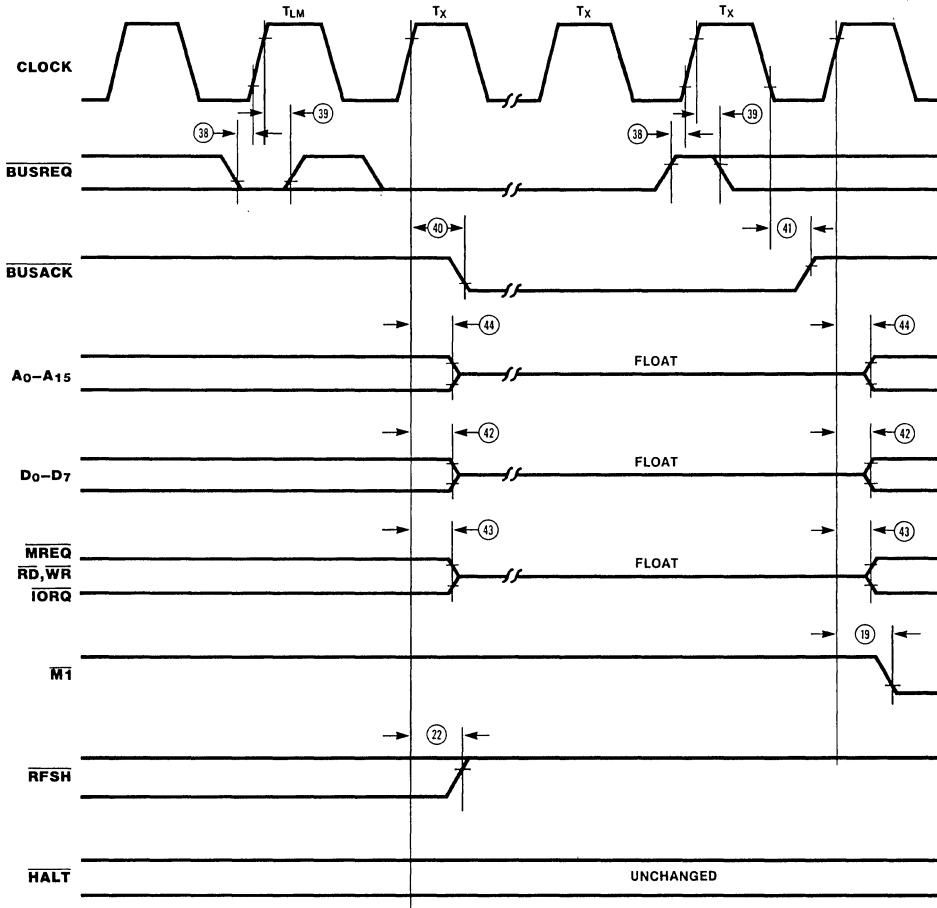 TLM TX TX TX
CLOCK
38 39 38 39
BUSREQ
40 41
BUSACK
44 44
A0–A15 FLOAT
42 42
D0–D7 FLOAT
43 43
MREQ
RD, WR FLOAT
IORQ
19
M1
22
RFSH
HALT UNCHANGED